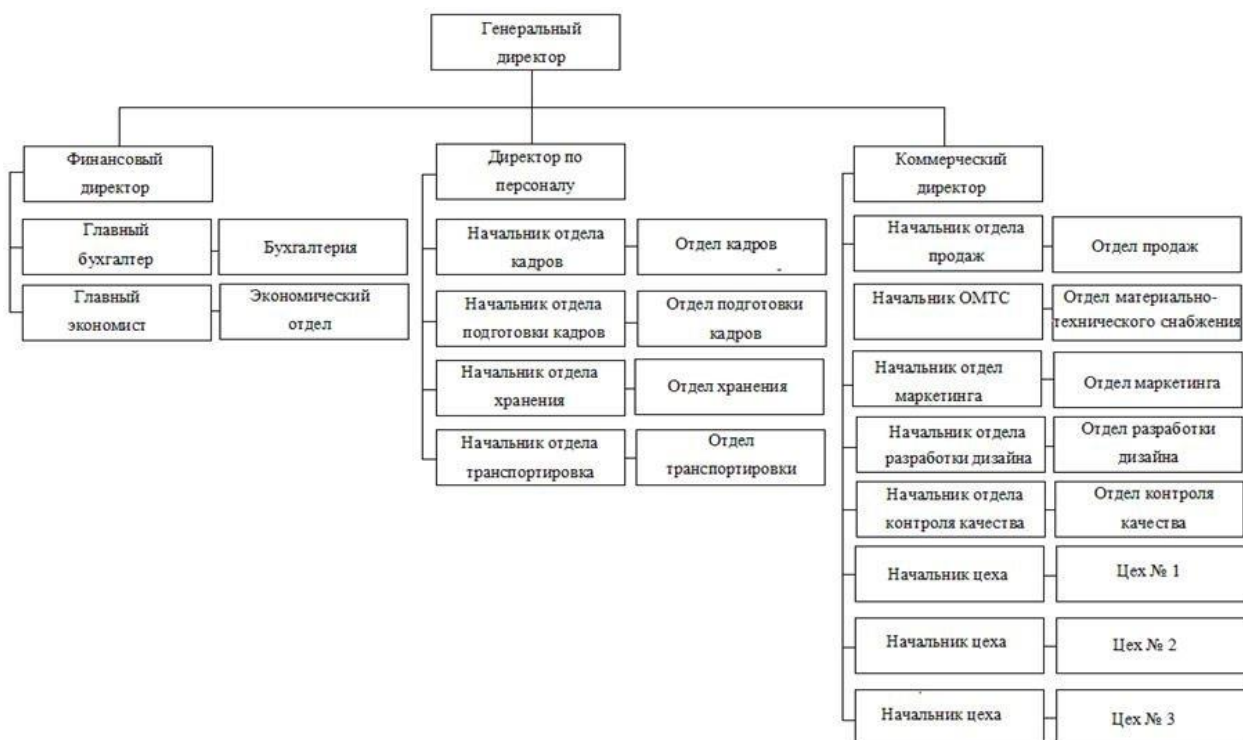 Генеральный
директор
Финансовый
директор
Главный
бухгалтер
Бухгалтерия
Главный
экономист
Экономический
отдел
Директор по
персоналу
Начальник отдела
кадров
Отдел кадров
Начальник отдела
подготовки кадров
Отдел подготовки
кадров
Начальник отдела
хранения
Отдел хранения
Начальник отдела
транспортировка
Отдел
транспортировки
Коммерческий
директор
Начальник отдела
продаж
Отдел продаж
Начальник ОМТС
Отдел материально-
технического снабжения
Начальник отдел
маркетинга
Отдел маркетинга
Начальник отдела
разработки дизайна
Отдел разработки
дизайна
Начальник отдела
контроля качества
Отдел контроля
качества
Начальник цеха
Цех № 1
Начальник цеха
Цех № 2
Начальник цеха
Цех № 3